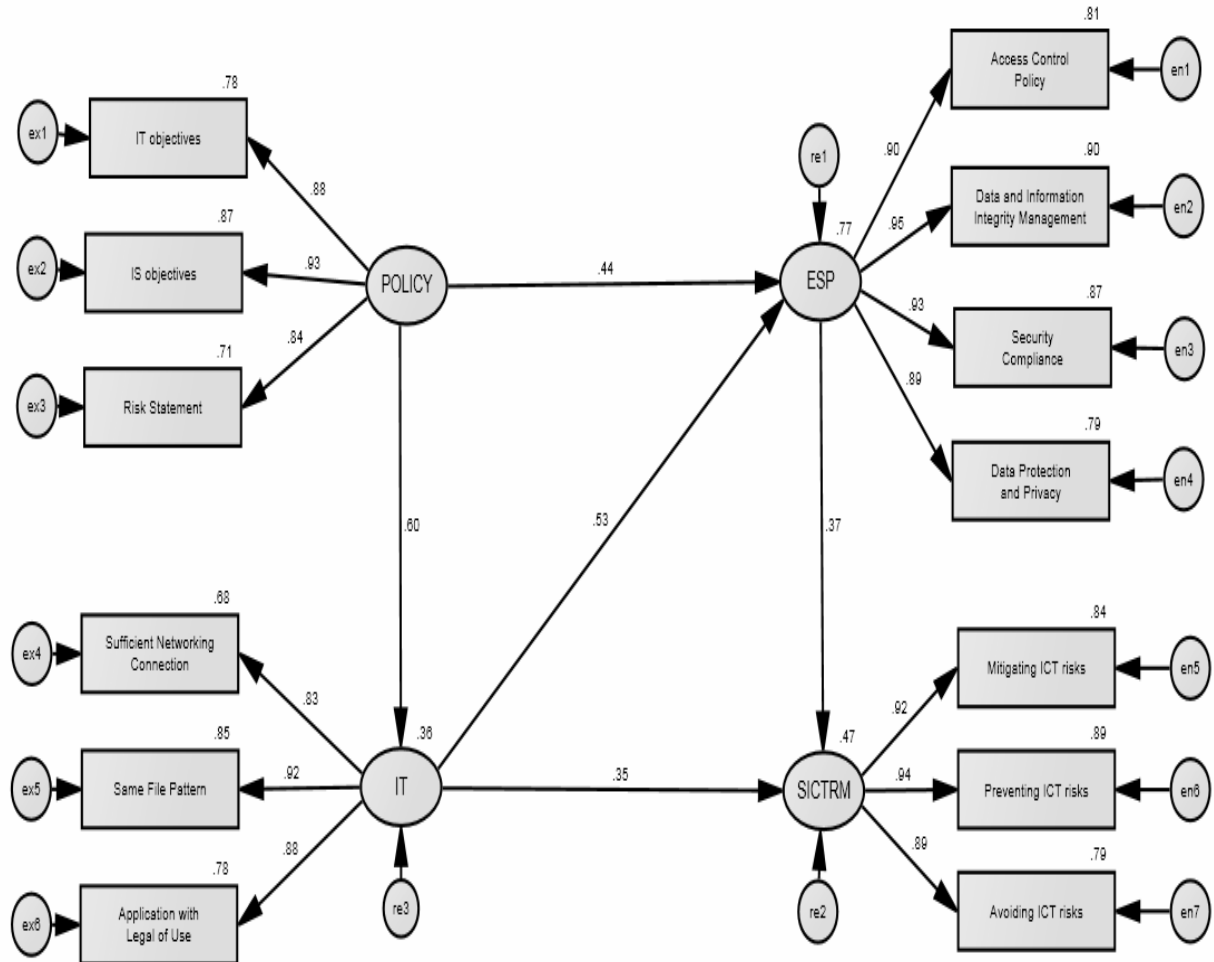 .81
Access Control
Policy
en1
.78
ex1
IT objectives
.88
re1
.90
.90
Data and Information
Integrity Management
en2
.87
ex2
IS objectives
.93
POLICY
.44
.77
ESP
.95
.87
.93
Security
Compliance
en3
.84
.71
ex3
Risk Statement
.89
.79
Data Protection
and Privacy
en4
.60
.53
.37
.68
ex4
Sufficient Networking
Connection
.83
.84
Mitigating ICT risks
en5
.92
.85
ex5
Same File Pattern
.92
.36
IT
.35
.47
SICTRM
.94
.89
Preventing ICT risks
en6
.88
.78
ex6
Application with
Legal of Use
re3
re2
.89
.79
Avoiding ICT risks
en7